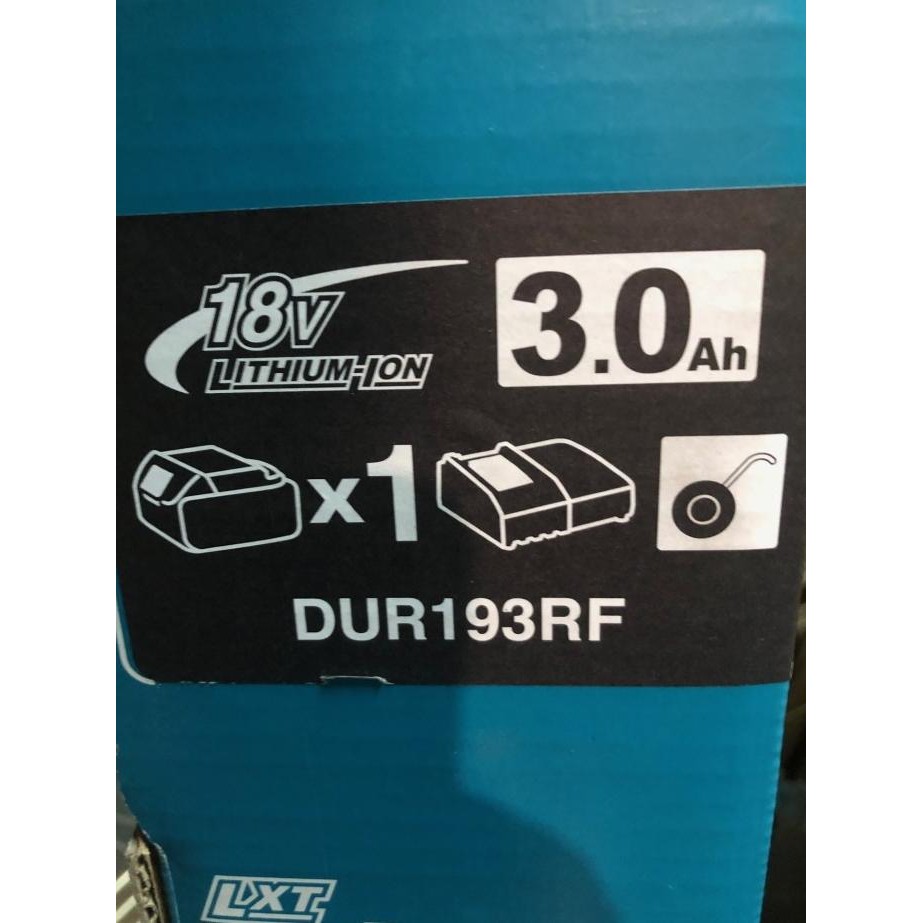 18V
LITHIUM-ION
3.0Ah
x1
DUR193RF
LXT